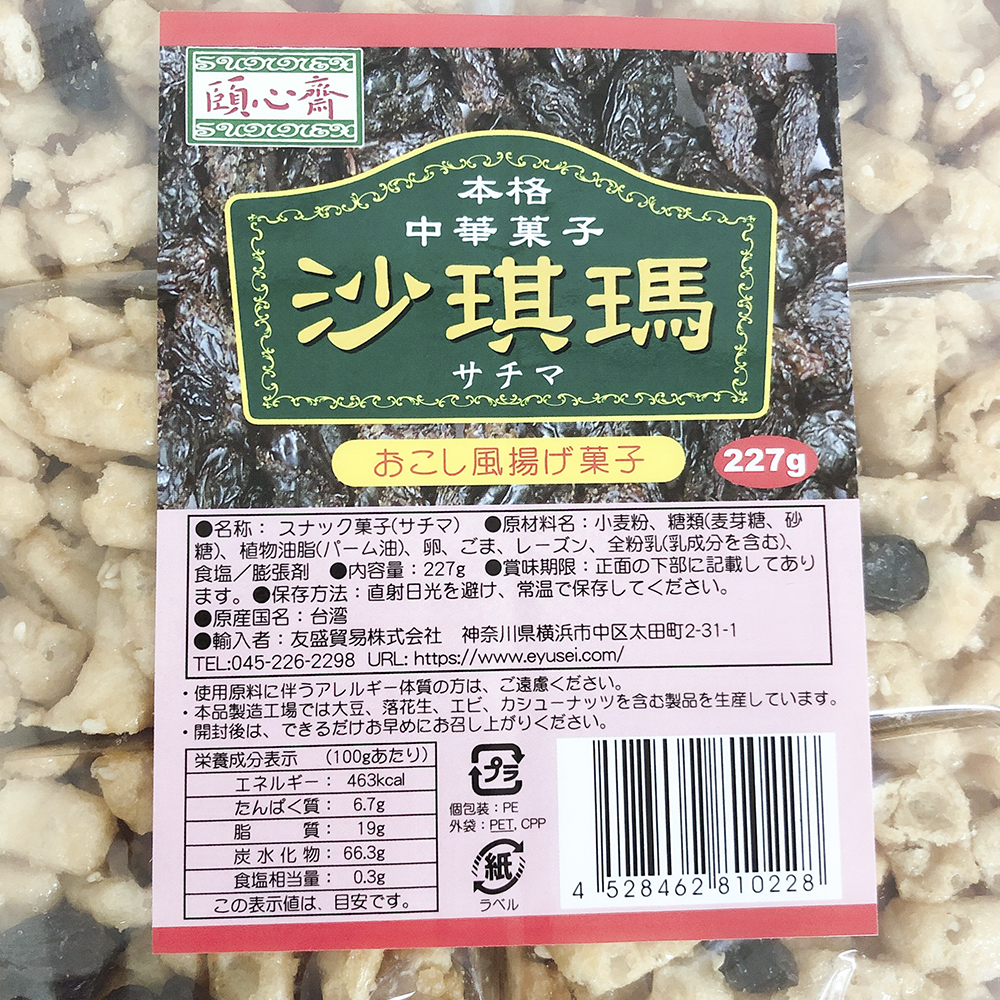 頤心齋
本格
中華菓子
沙琪瑪
サチマ
おこし風揚げ菓子
227g
●名称： スナック菓子(サチマ) ●原材料名：小麦粉、糖類(麦芽糖、砂
糖)、植物油脂(パーム油)、卵、ごま、レーズン、全粉乳(乳成分を含む)、
食塩／膨張剤 ●内容量：227g ●賞味期限：正面の下部に記載してあり
ます。●保存方法：直射日光を避け、常温で保存してください。
●原産国名：台湾
●輸入者：友盛貿易株式会社 神奈川県横浜市中区太田町2-31-1
TEL:045-226-2298 URL: https://www.eyusei.com/
・使用原料に伴うアレルギー体質の方は、ご遠慮ください。
・本品製造工場では大豆、落花生、エビ、カシューナッツを含む製品を生産しています。
・開封後は、できるだけお早めにお召し上がりください。
栄養成分表示 (100gあたり)
エネルギー： 463kcal
たんぱく質： 6.7g
脂質： 19g
炭水化物： 66.3g
食塩相当量： 0.3g
この表示値は、目安です。
プラ
個包装：PE
外袋：PET, CPP
紙
ラベル
4 528462 810228